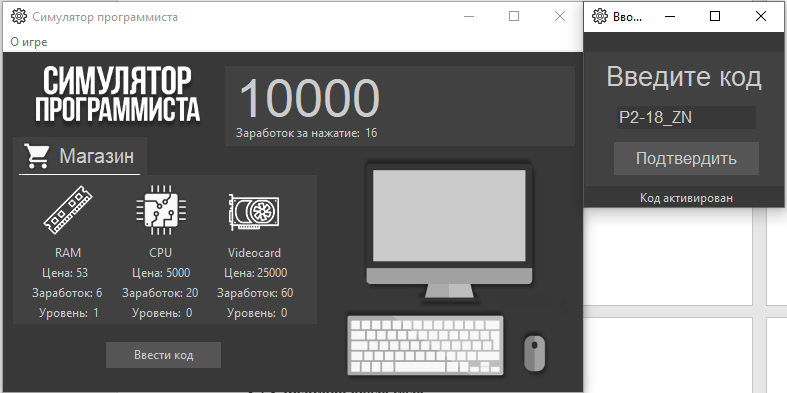 Симулятор программиста
О игре
СИМУЛЯТОР
ПРОГРАММИСТА
10000
Заработок за нажатие: 16
Магазин
RAM
CPU
Videocard
Цена: 53
Цена: 5000
Цена: 25000
Заработок: 6
Заработок: 20
Заработок: 60
Уровень: 1
Уровень: 0
Уровень: 0
Ввести код
Вво...
Введите код
P2-18_ZN
Подтвердить
Код активирован